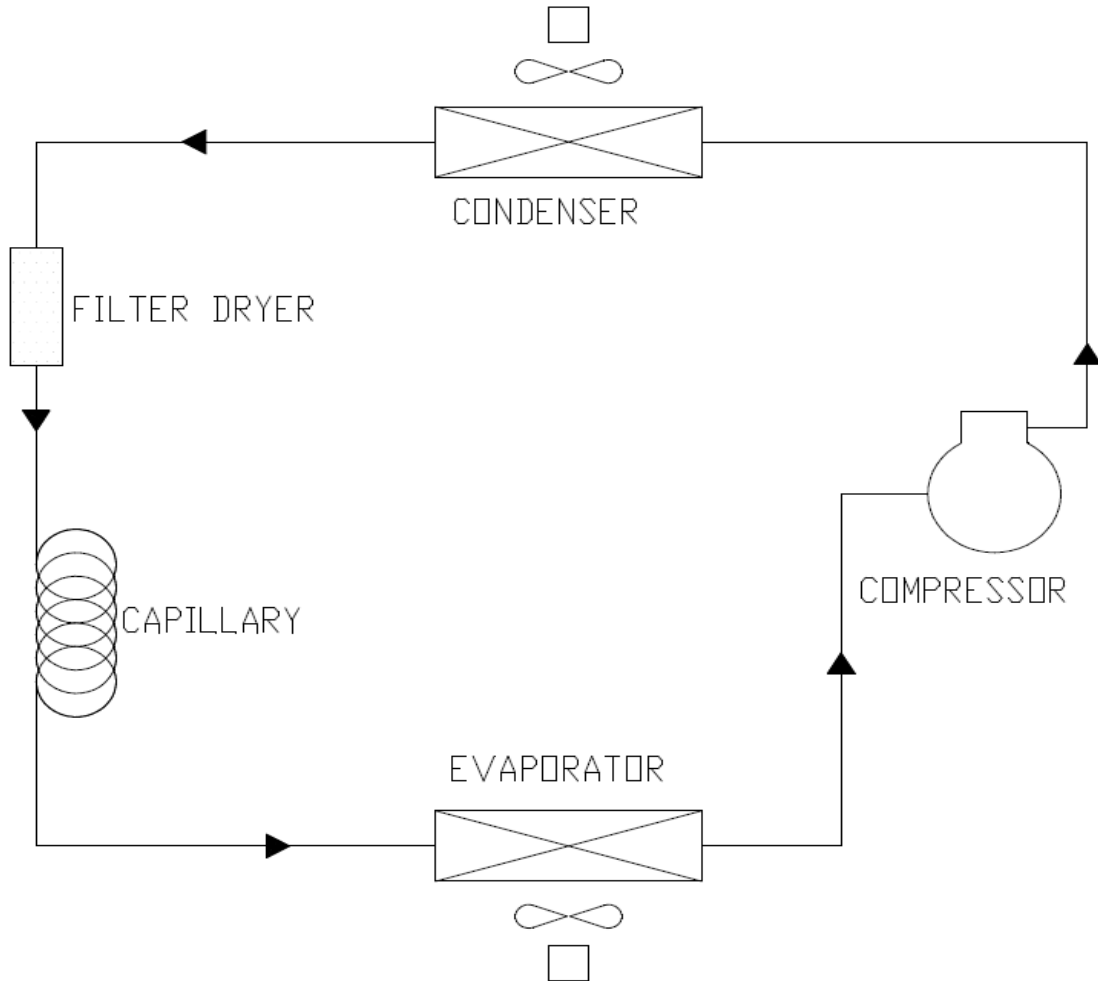 CONDENSER
FILTER DRYER
COMPRESSOR
CAPILLARY
EVAPORATOR